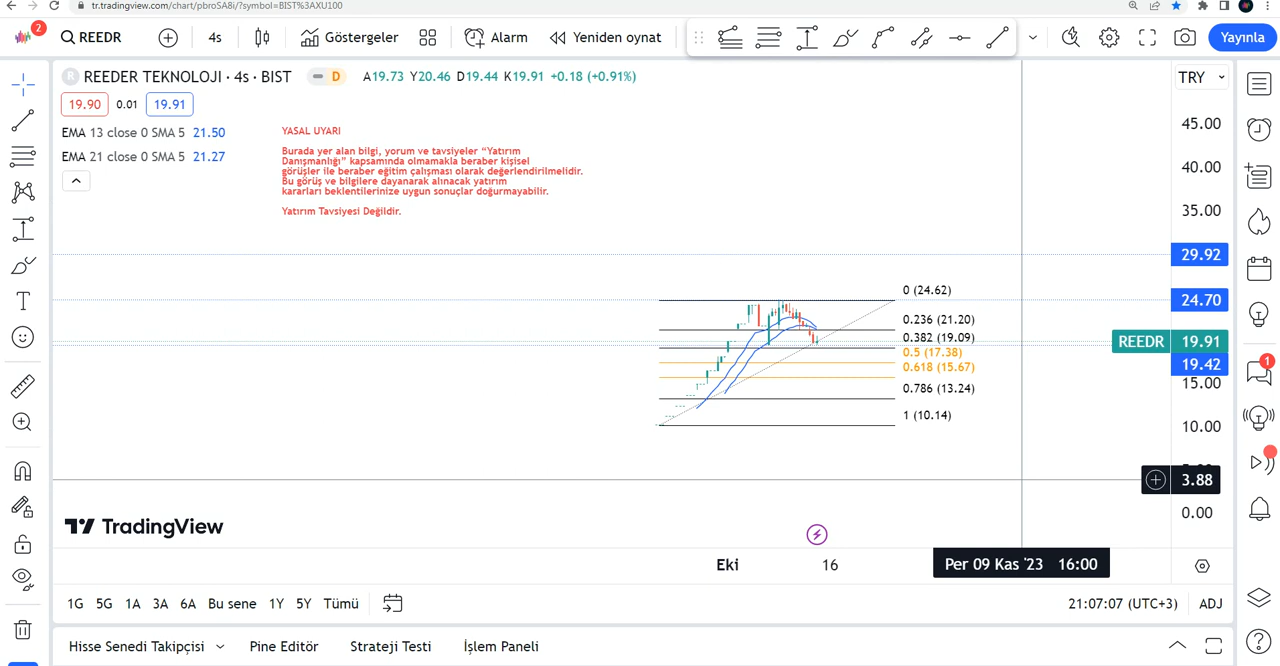 tr.tradingview.com/chart/pbroSA8i/?symbol=BIST%3AXU100
2
REEDR
4s
Göstergeler
Alarm
Yeniden oynat
Yayınla
R REEDER TEKNOLOJI · 4s · BIST D A19.73 Y20.46 D19.44 K19.91 +0.18 (+0.91%)
TRY
19.90 0.01 19.91
EMA 13 close 0 SMA 5 21.50
EMA 21 close 0 SMA 5 21.27
YASAL UYARI
Burada yer alan bilgi, yorum ve tavsiyeler “Yatırım
Danışmanlığı” kapsamında olmamakla beraber kişisel
görüşler ile beraber eğitim çalışması olarak değerlendirilmelidir.
Bu görüş ve bilgilere dayanarak alınacak yatırım
kararları beklentilerinize uygun sonuçlar doğurmayabilir.
Yatırım Tavsiyesi Değildir.
45.00
40.00
35.00
29.92
24.70
REEDR 19.91
19.42
15.00
10.00
3.88
0.00
0 (24.62)
0.236 (21.20)
0.382 (19.09)
0.5 (17.38)
0.618 (15.67)
0.786 (13.24)
1 (10.14)
TradingView
Eki
16
Per 09 Kas '23 16:00
1G 5G 1A 3A 6A Bu sene 1Y 5Y Tümü
21:07:07 (UTC+3) ADJ
Hisse Senedi Takipçisi Pine Editör Strateji Testi İşlem Paneli
1